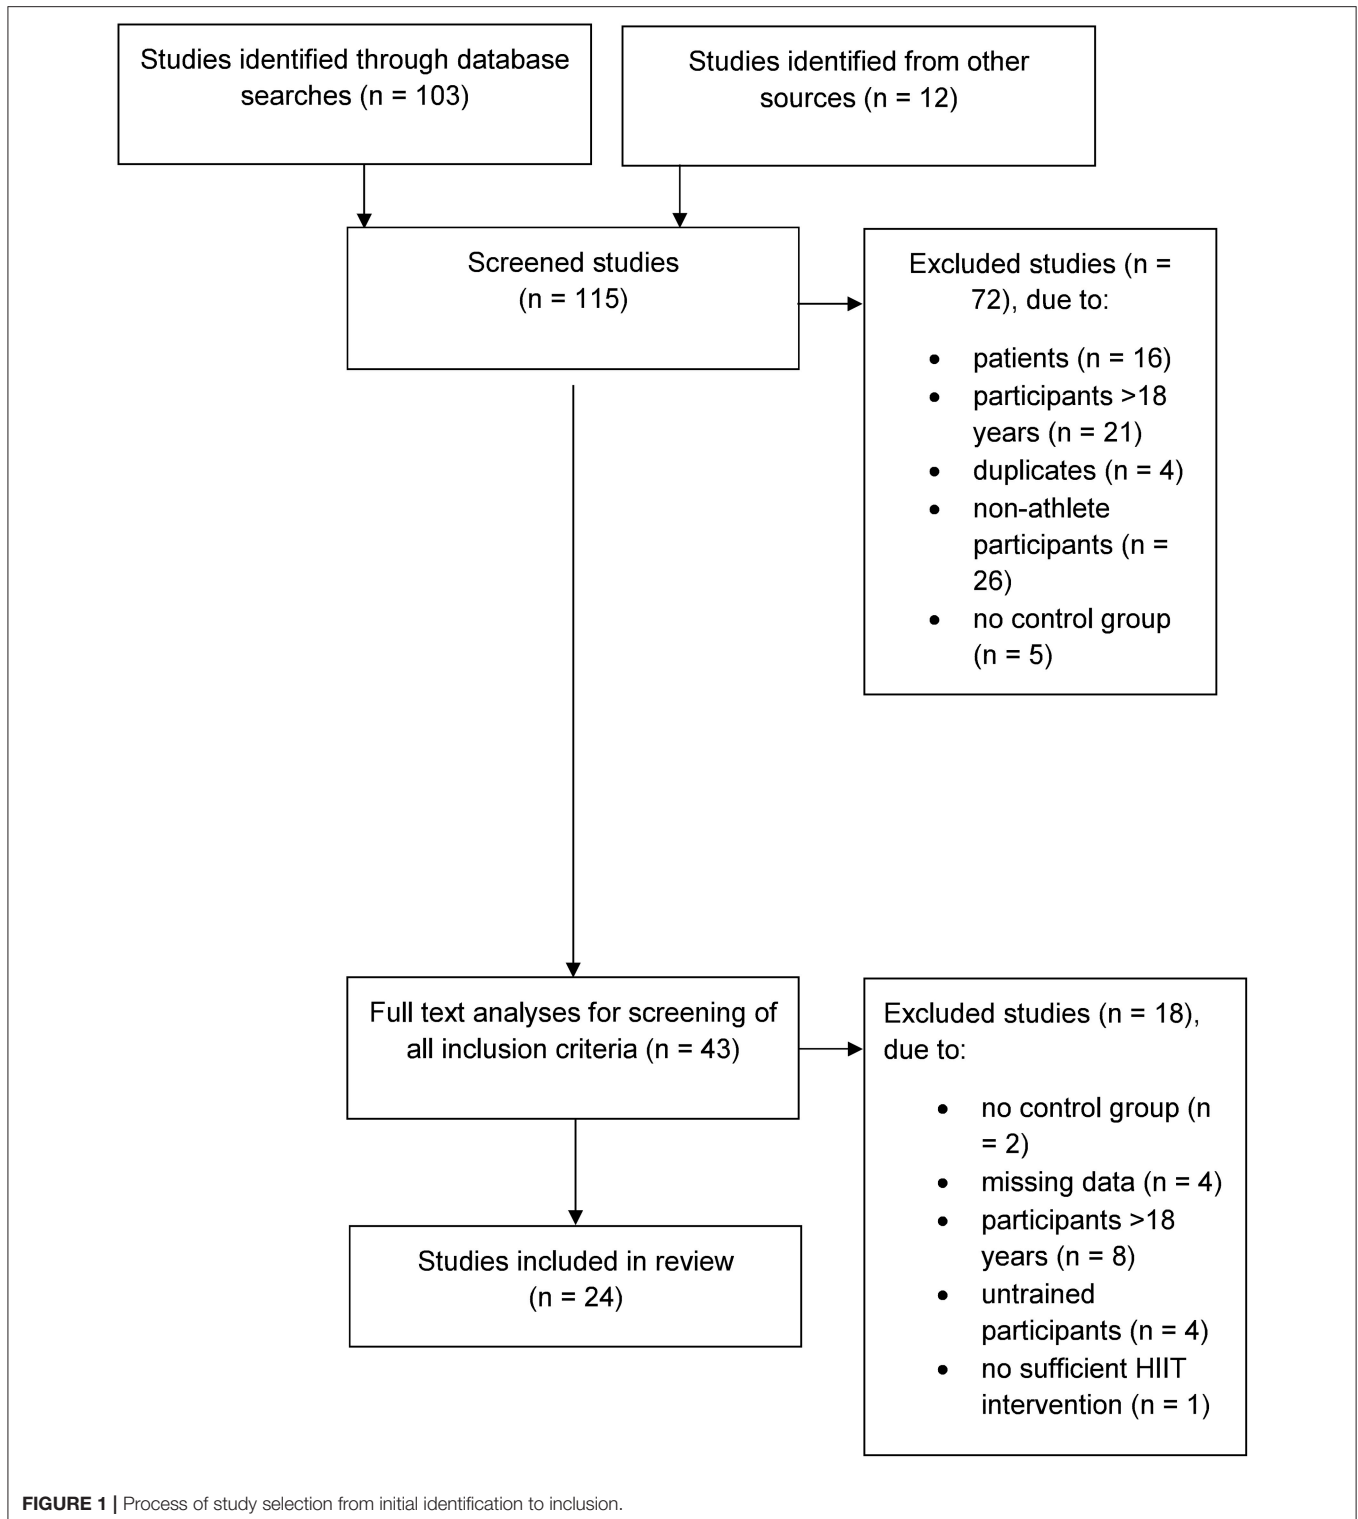 Studies identified through database
searches (n = 103)
Studies identified from other
sources (n = 12)
Screened studies
(n = 115)
Excluded studies (n =
72), due to:
• patients (n = 16)
• participants >18
years (n = 21)
• duplicates (n = 4)
• non-athlete
participants (n =
26)
• no control group
(n = 5)
Full text analyses for screening of
all inclusion criteria (n = 43)
Excluded studies (n = 18),
due to:
• no control group (n
= 2)
• missing data (n = 4)
• participants >18
years (n = 8)
• untrained
participants (n = 4)
• no sufficient HIIT
intervention (n = 1)
Studies included in review
(n = 24)
FIGURE 1 | Process of study selection from initial identification to inclusion.